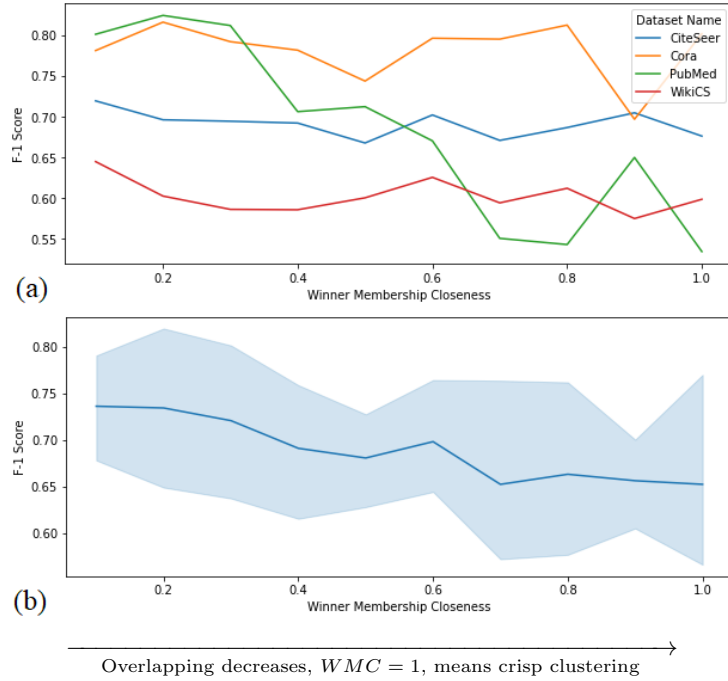 Dataset Name
CiteSeer
Cora
PubMed
WikiCS
0.80
0.75
0.70
0.65
0.60
0.55
F-1 Score
0.2 0.4 0.6 0.8 1.0
Winner Membership Closeness
(a)
0.80
0.75
0.70
0.65
0.60
F-1 Score
0.2 0.4 0.6 0.8 1.0
Winner Membership Closeness
(b)
Overlapping decreases, WMC = 1, means crisp clustering